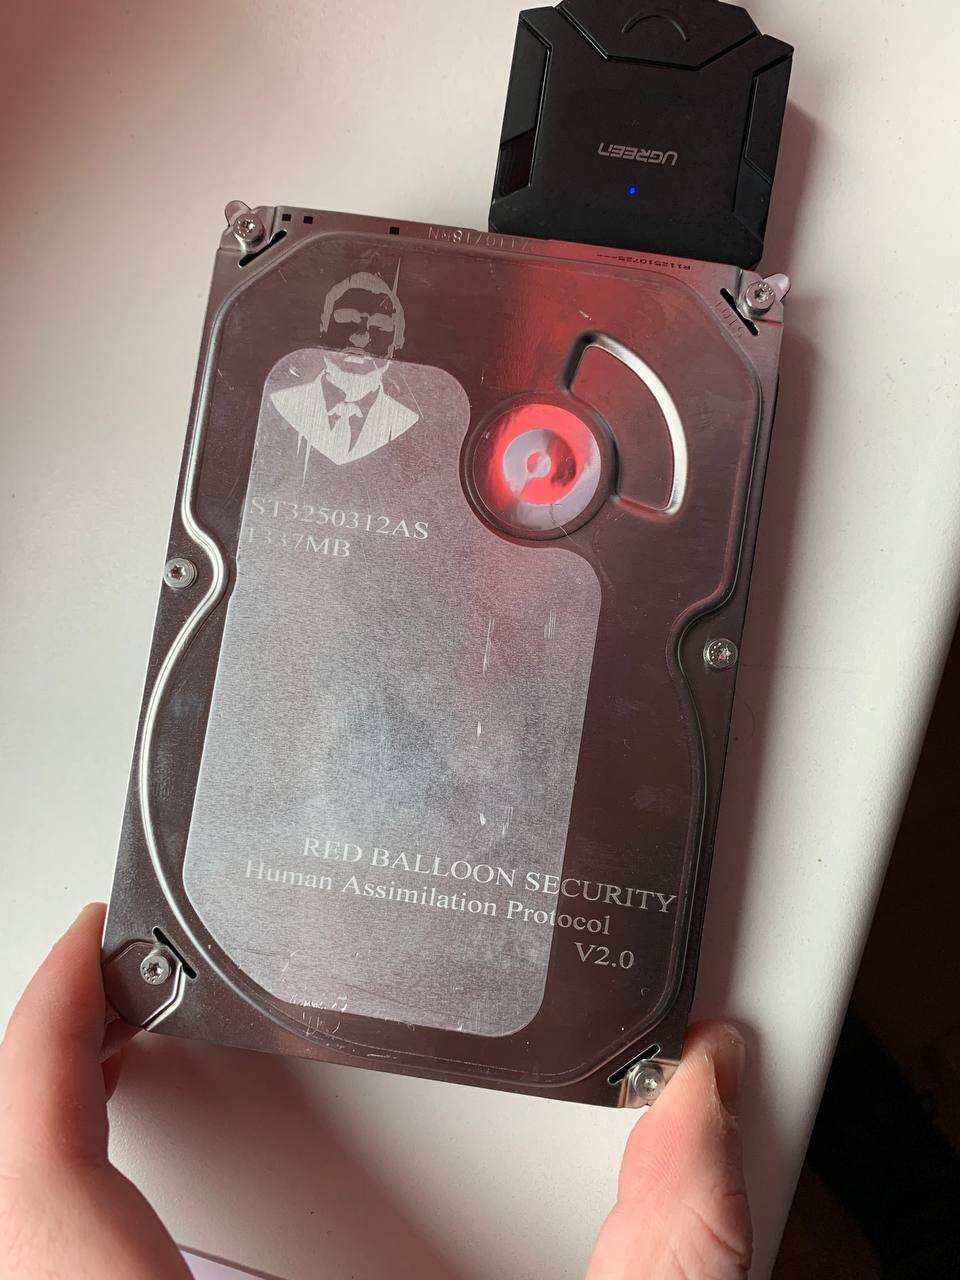 UGREEN
ST3250312AS
1337MB
RED BALLOON SECURITY
Human Assimilation Protocol
V2.0